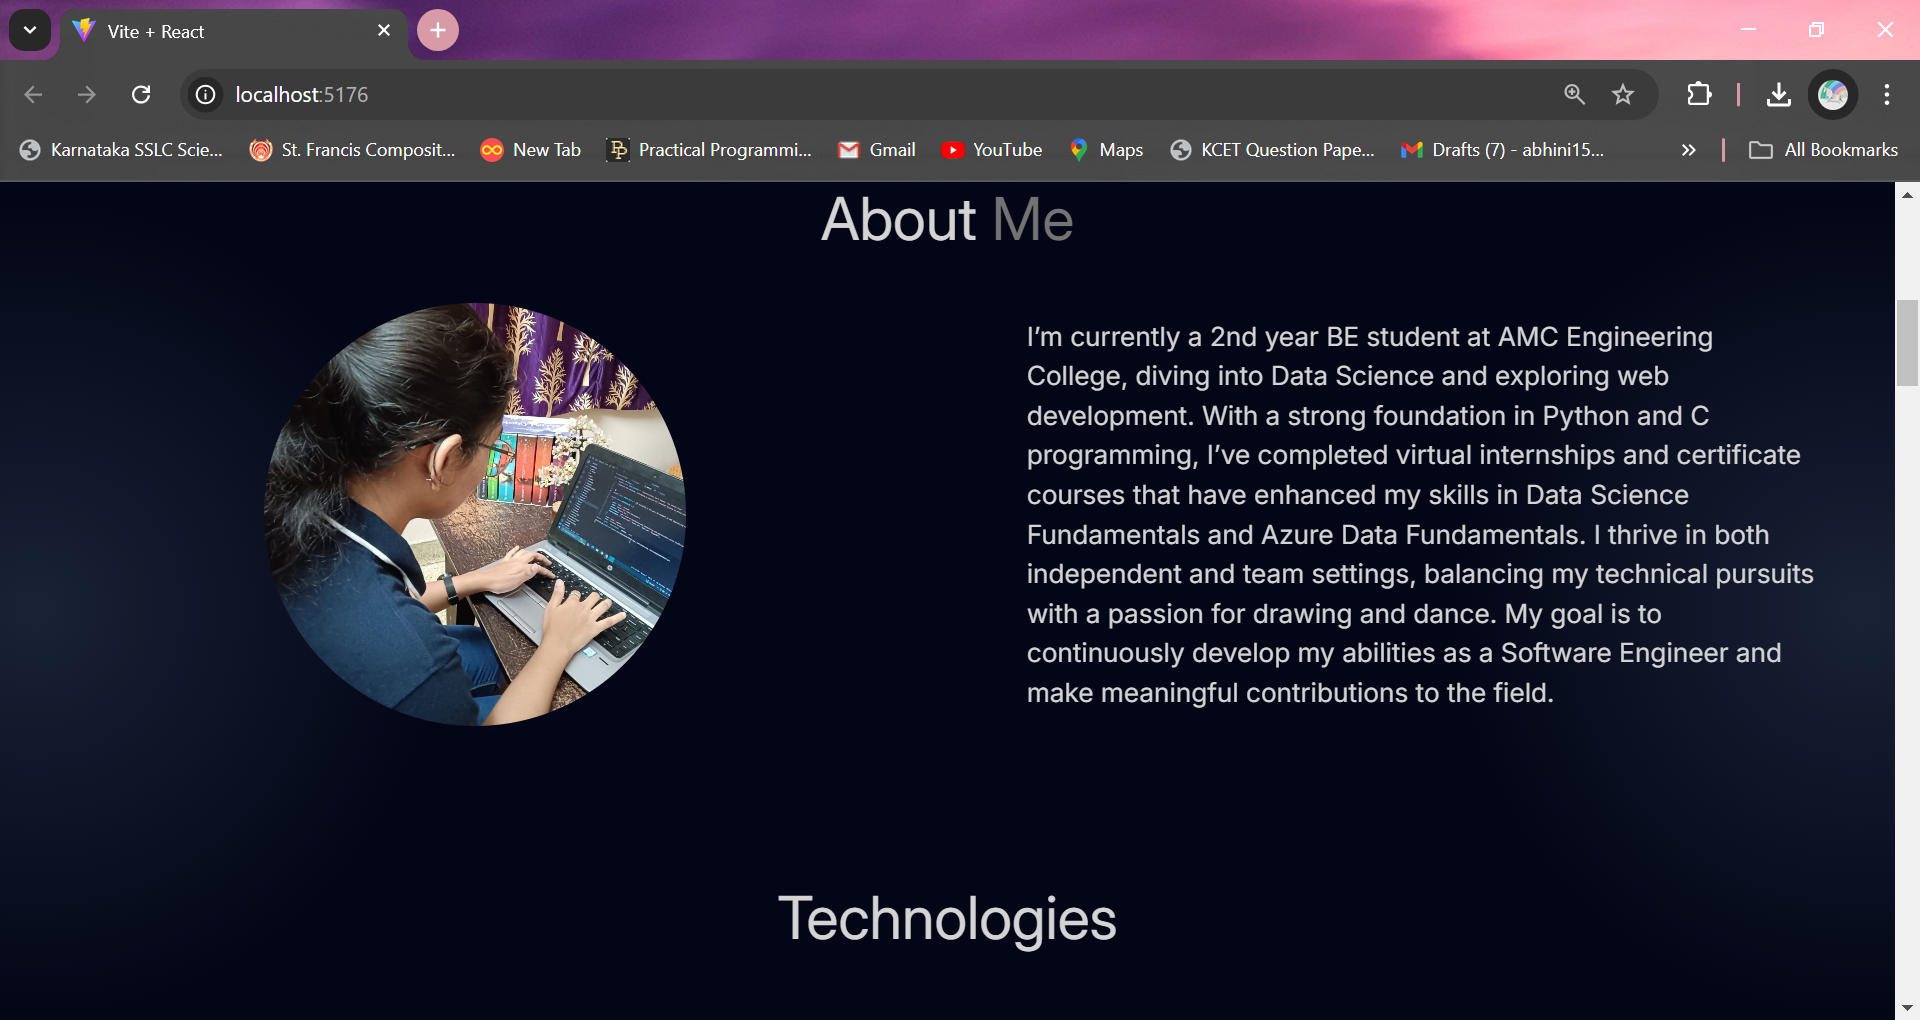 Vite + React
localhost:5176
Karnataka SSLC Scie...
St. Francis Composit...
New Tab
Practical Programmi...
Gmail
YouTube
Maps
KCET Question Pape...
Drafts (7) - abhini15...
All Bookmarks
About Me
I’m currently a 2nd year BE student at AMC Engineering
College, diving into Data Science and exploring web
development. With a strong foundation in Python and C
programming, I’ve completed virtual internships and certificate
courses that have enhanced my skills in Data Science
Fundamentals and Azure Data Fundamentals. I thrive in both
independent and team settings, balancing my technical pursuits
with a passion for drawing and dance. My goal is to
continuously develop my abilities as a Software Engineer and
make meaningful contributions to the field.
Technologies